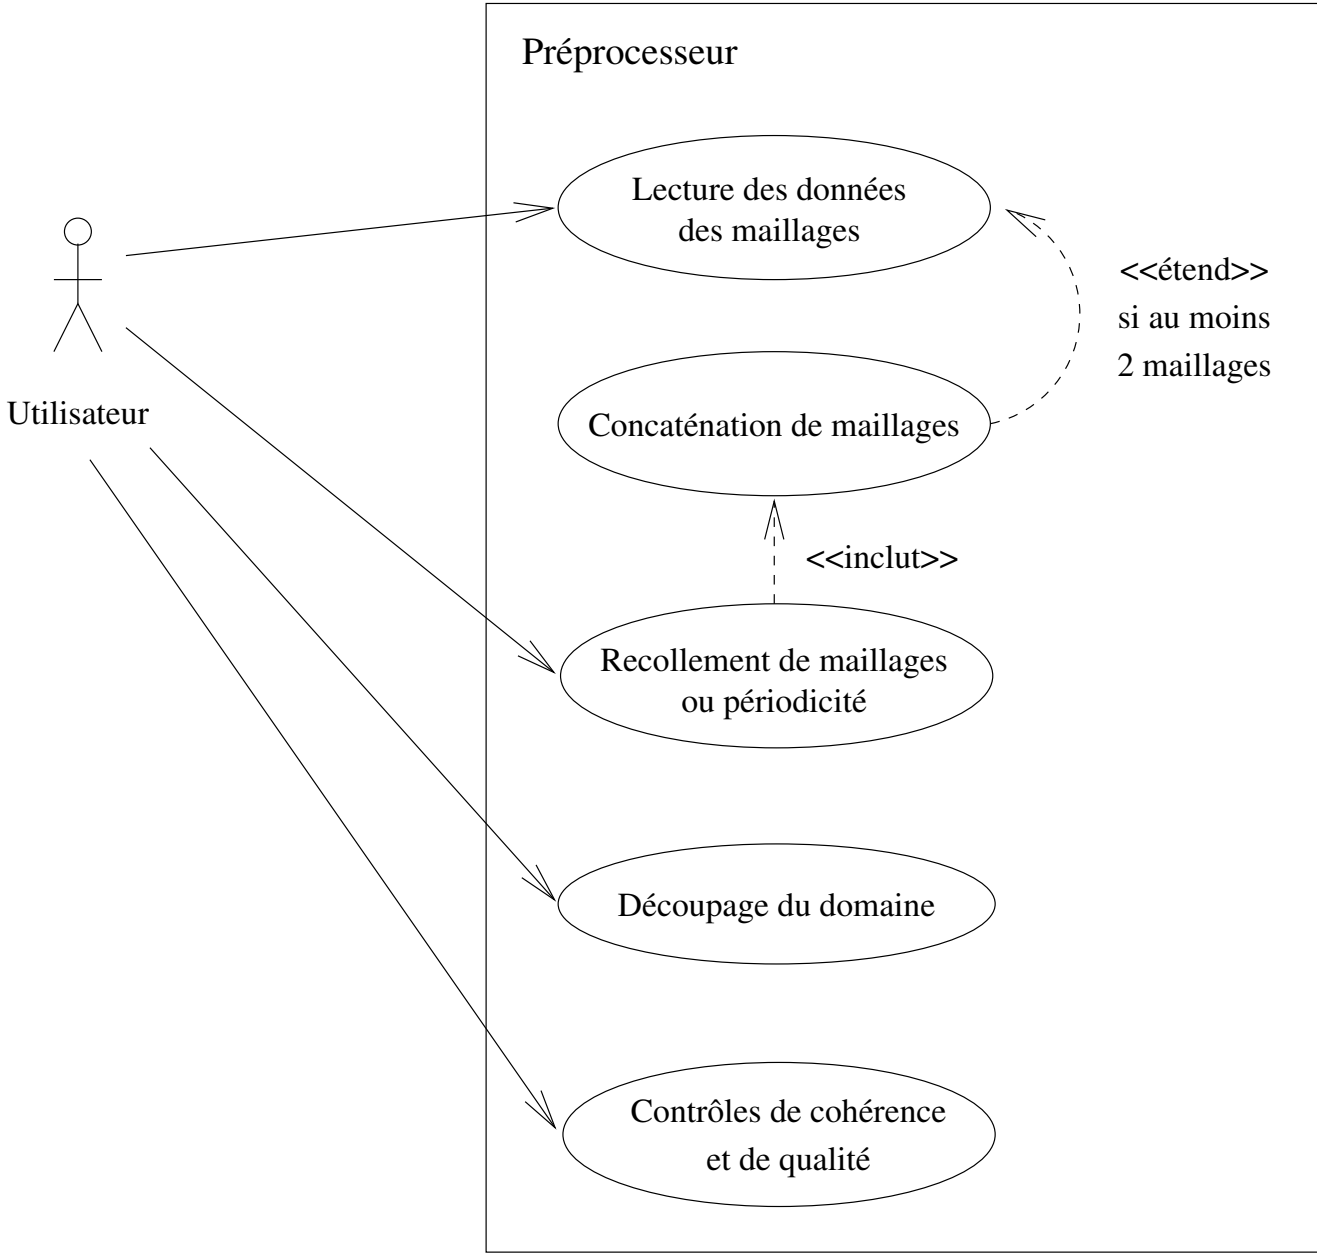 Préprocesseur
Lecture des données
des maillages
<<étend>>
si au moins
2 maillages
Utilisateur
Concaténation de maillages
<<inclut>>
Recollement de maillages
ou périodicité
Découpage du domaine
Contrôles de cohérence
et de qualité